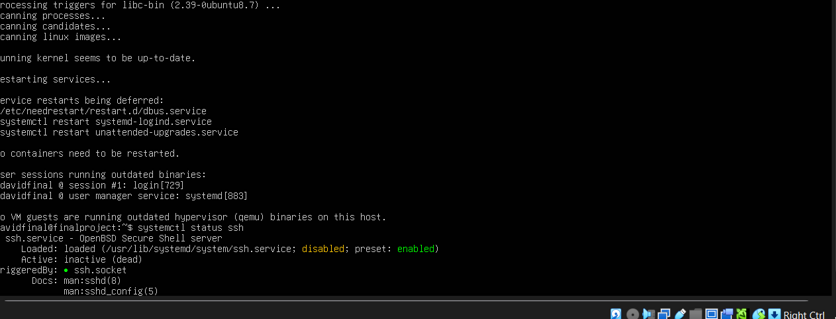 rocessing triggers for libc-bin (2.39-0ubuntu8.7) ...
canning processes...
canning candidates...
canning linux images...
unning kernel seems to be up-to-date.
estarting services...
ervice restarts being deferred:
/etc/needrestart/restart.d/dbus.service
systemctl restart systemd-logind.service
systemctl restart unattended-upgrades.service
o containers need to be restarted.
ser sessions running outdated binaries:
davidfinal @ session #1: login[729]
davidfinal @ user manager service: systemd[883]
o VM guests are running outdated hypervisor (qemu) binaries on this host.
avidfinal@finalproject:~$ systemctl status ssh
ssh.service - OpenBSD Secure Shell server
Loaded: loaded (/usr/lib/systemd/system/ssh.service; disabled; preset: enabled)
Active: inactive (dead)
riggeredBy: ● ssh.socket
Docs: man:sshd(8)
man:sshd_config(5)
Right Ctrl